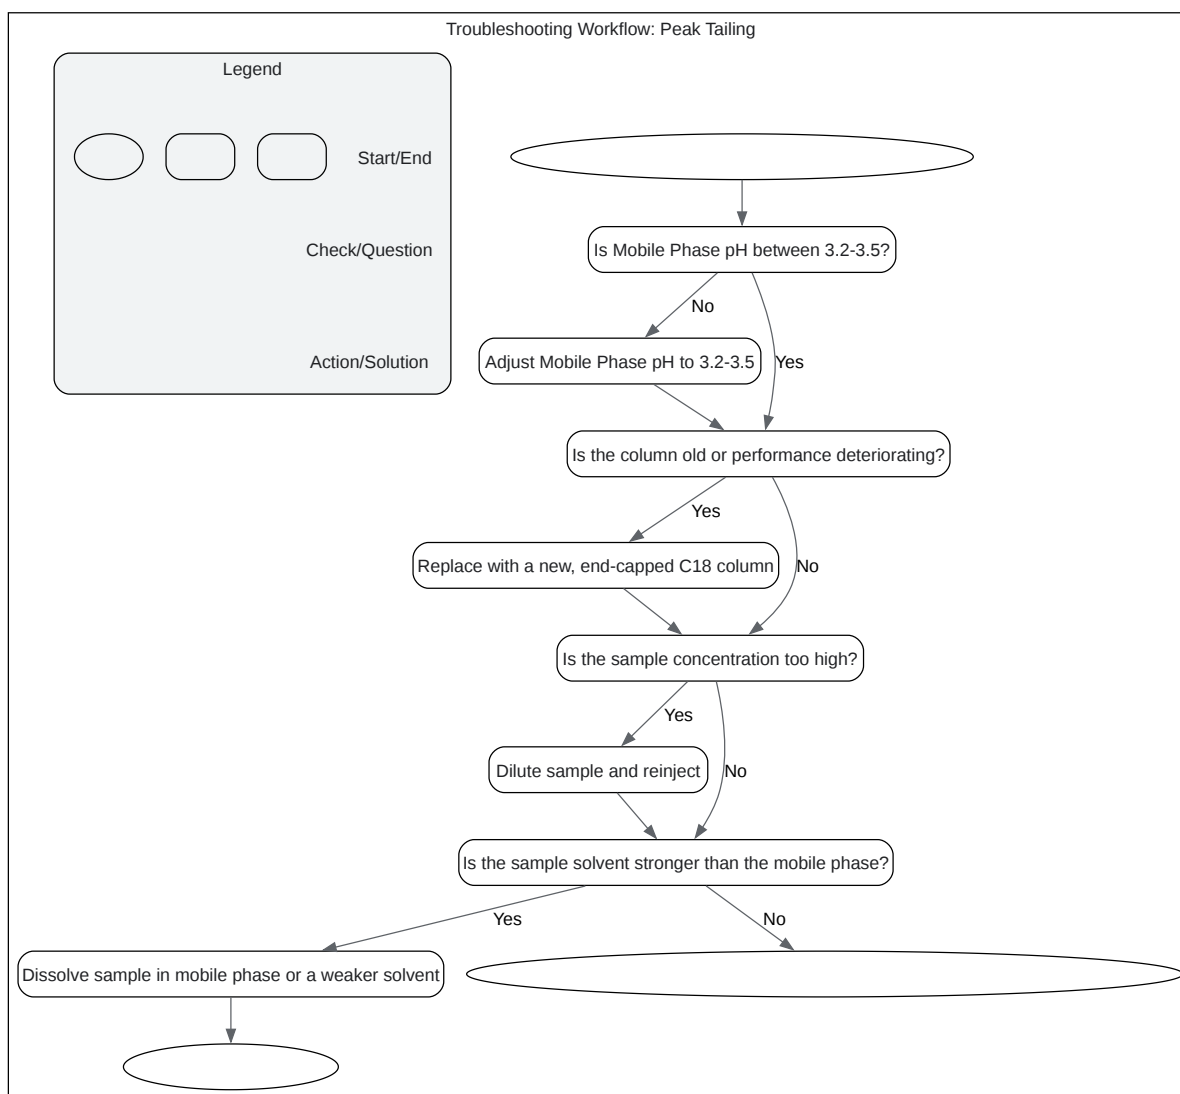 Troubleshooting Workflow: Peak Tailing
Legend
Start/End
Check/Question
Action/Solution
Is Mobile Phase pH between 3.2-3.5?
No
Adjust Mobile Phase pH to 3.2-3.5
Yes
Is the column old or performance deteriorating?
Yes
Replace with a new, end-capped C18 column
No
Is the sample concentration too high?
Yes
Dilute sample and reinject
No
Is the sample solvent stronger than the mobile phase?
Yes
No
Dissolve sample in mobile phase or a weaker solvent